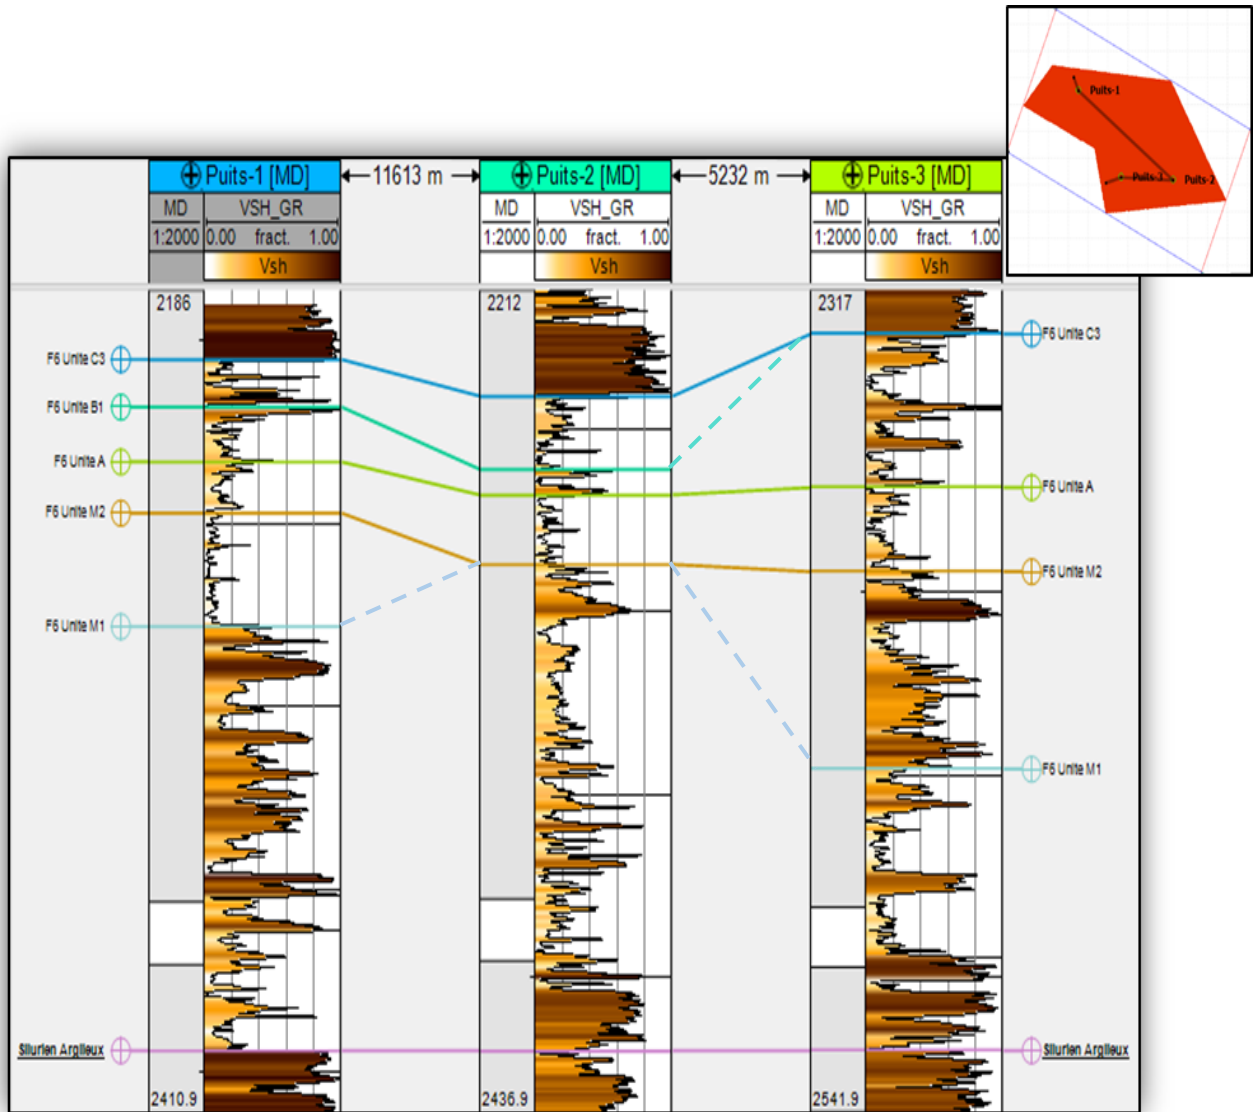 Puits-1
Puits-3
Puits-2
Puits-1 [MD]
11613 m
Puits-2 [MD]
5232 m
Puits-3 [MD]
MD
VSH_GR
MD
VSH_GR
MD
VSH_GR
1:2000
0.00 fract. 1.00
1:2000
0.00 fract. 1.00
1:2000
0.00 fract. 1.00
Vsh
Vsh
Vsh
2186
2212
2317
F6 Unite C3
F6 Unite C3
F6 Unite B1
F6 Unite A
F6 Unite A
F6 Unite M2
F6 Unite M2
F6 Unite M1
F6 Unite M1
Silurien Argileux
Silurien Argileux
2410.9
2436.9
2541.9